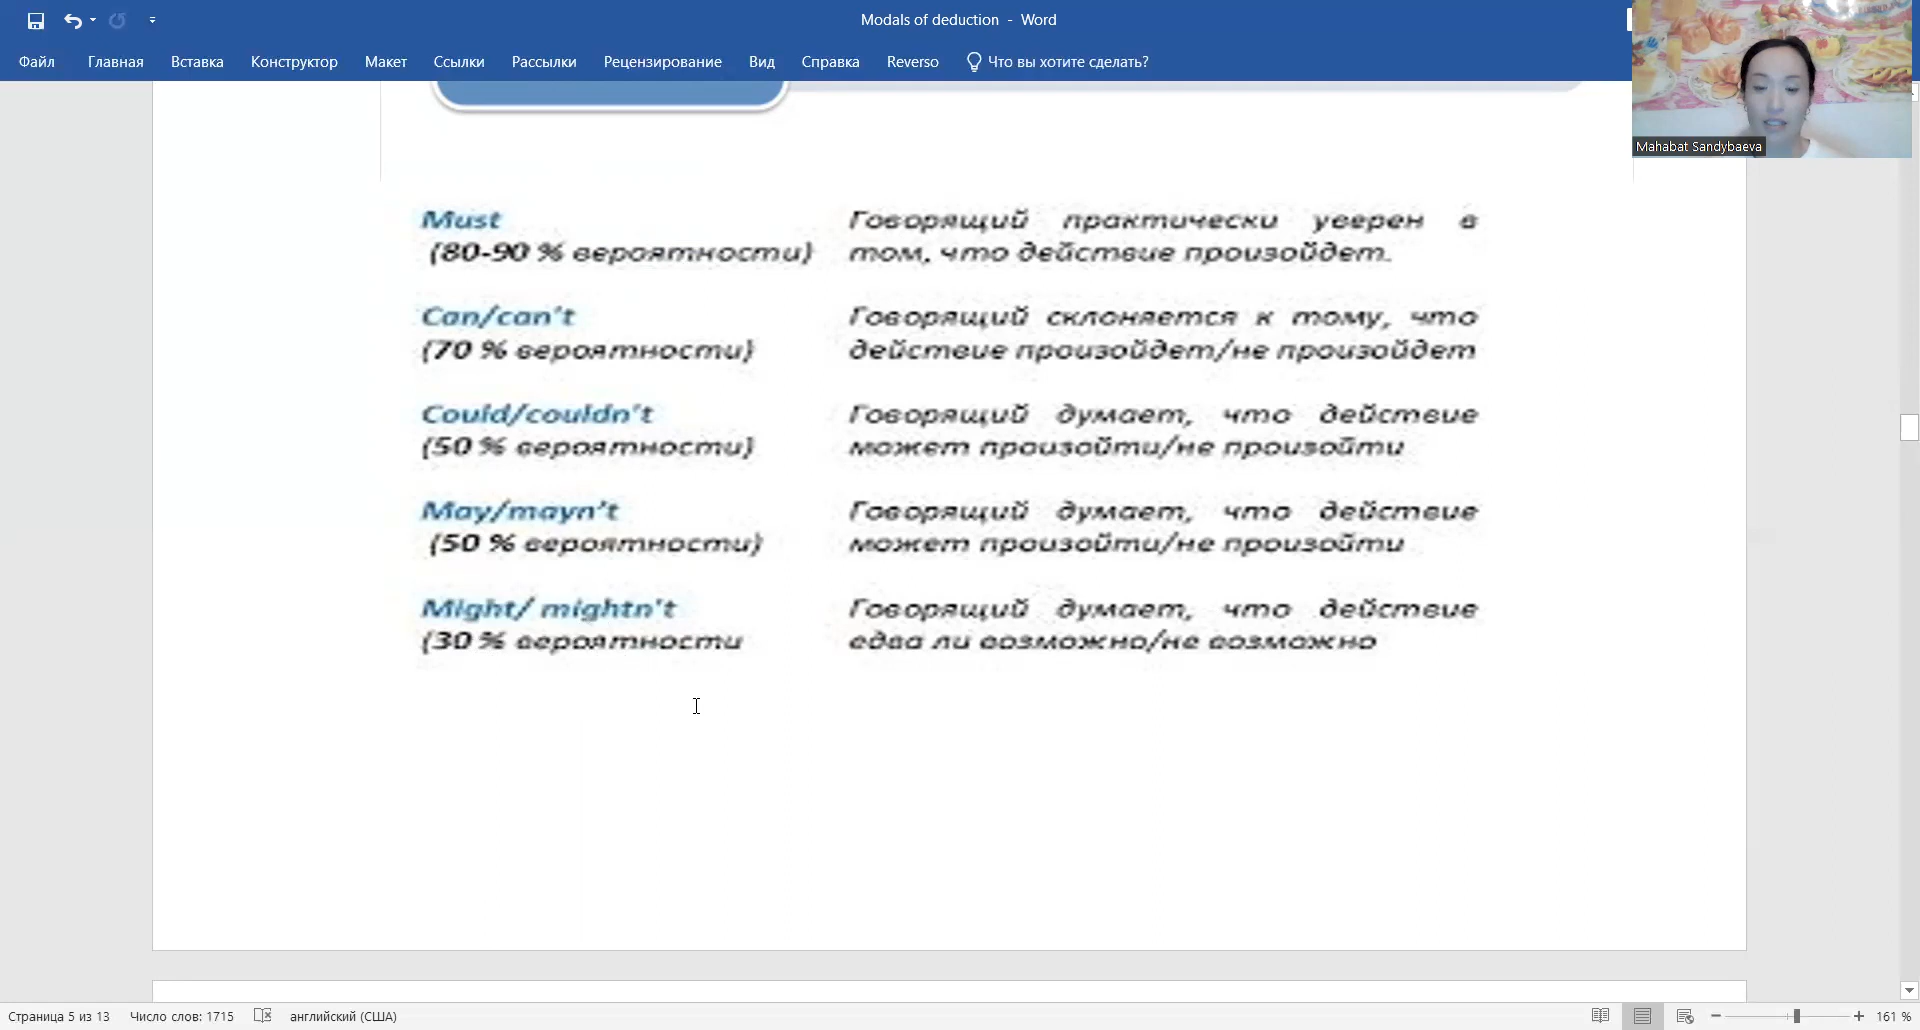 Modals of deduction - Word
Файл Главная Вставка Конструктор Макет Ссылки Рассылки Рецензирование Вид Справка Reverso Что вы хотите сделать?
Mahabat Sandybaeva
Must Говорящий практически уверен в
(80-90 % вероятности) том, что действие произойдет.
Can/can't Говорящий склоняется к тому, что
(70 % вероятности) действие произойдет/не произойдет
Could/couldn't Говорящий думает, что действие
(50 % вероятности) может произойти/не произойти
May/mayn't Говорящий думает, что действие
(50 % вероятности) может произойти/не произойти
Might/ mightn't Говорящий думает, что действие
(30 % вероятности едва ли возможно/не возможно
Страница 5 из 13 Число слов: 1715 английский (США) 161 %